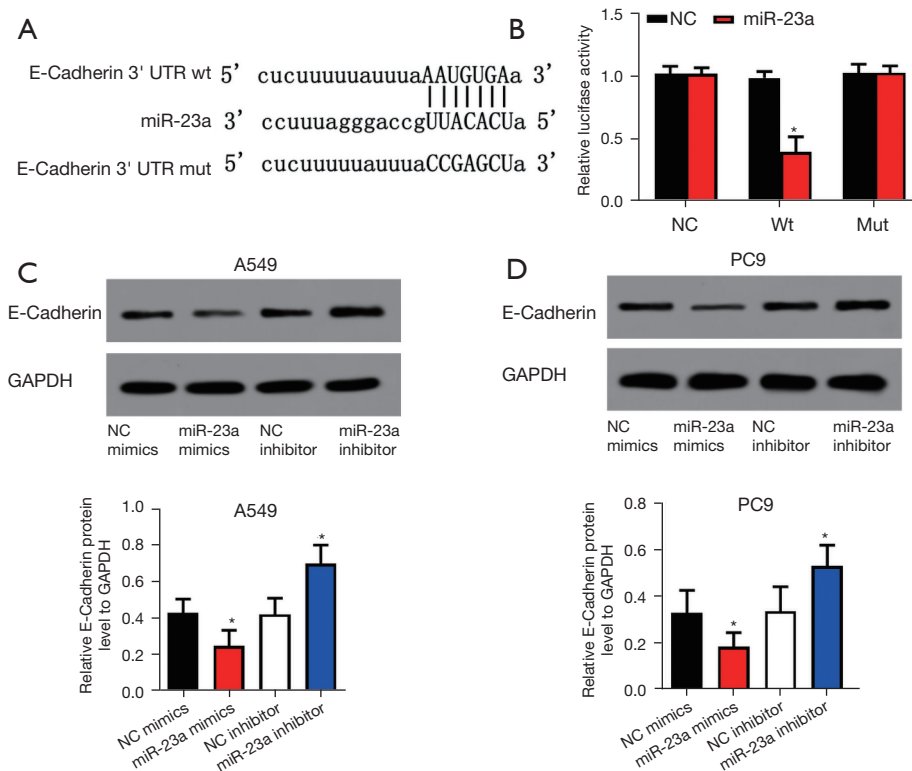 A
E-Cadherin 3' UTR wt 5' cucuuuuuauuuaAAUGUGAa 3'
miR-23a 3' ccuuuagggaccgUUACACUa 5'
E-Cadherin 3' UTR mut 5' cucuuuuuauuuaCCGAGCUa 3'
B
NC miR-23a
Relative lucifase activity
1.5
1.0
0.5
0.0
*
NC Wt Mut
C
A549
E-Cadherin
GAPDH
NC mimics
miR-23a mimics
NC inhibitor
miR-23a inhibitor
A549
Relative E-Cadherin protein
level to GAPDH
1.0
0.8
0.6
0.4
0.2
0.0
*
*
NC mimics
miR-23a mimics
NC inhibitor
miR-23a inhibitor
D
PC9
E-Cadherin
GAPDH
NC mimics
miR-23a mimics
NC inhibitor
miR-23a inhibitor
PC9
Relative E-Cadherin protein
level to GAPDH
0.8
0.6
0.4
0.2
0.0
*
*
NC mimics
miR-23a mimics
NC inhibitor
miR-23a inhibitor